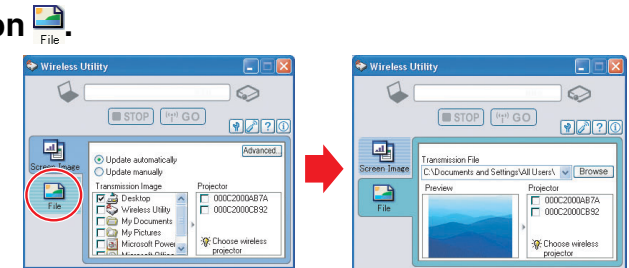 on File.
Wireless Utility
STOP GO
?
Screen Image
File
Advanced...
Update automatically
Update manually
Transmission Image
Desktop
Wireless Utility
My Documents
My Pictures
Microsoft Power
Microsoft Office
Projector
000C2000AB7A
000C2000CB92
Choose wireless
projector
Wireless Utility
STOP GO
?
Screen Image
File
Transmission File
C:\Documents and Settings\All Users\ Browse
Preview
Projector
000C2000AB7A
000C2000CB92
Choose wireless
projector